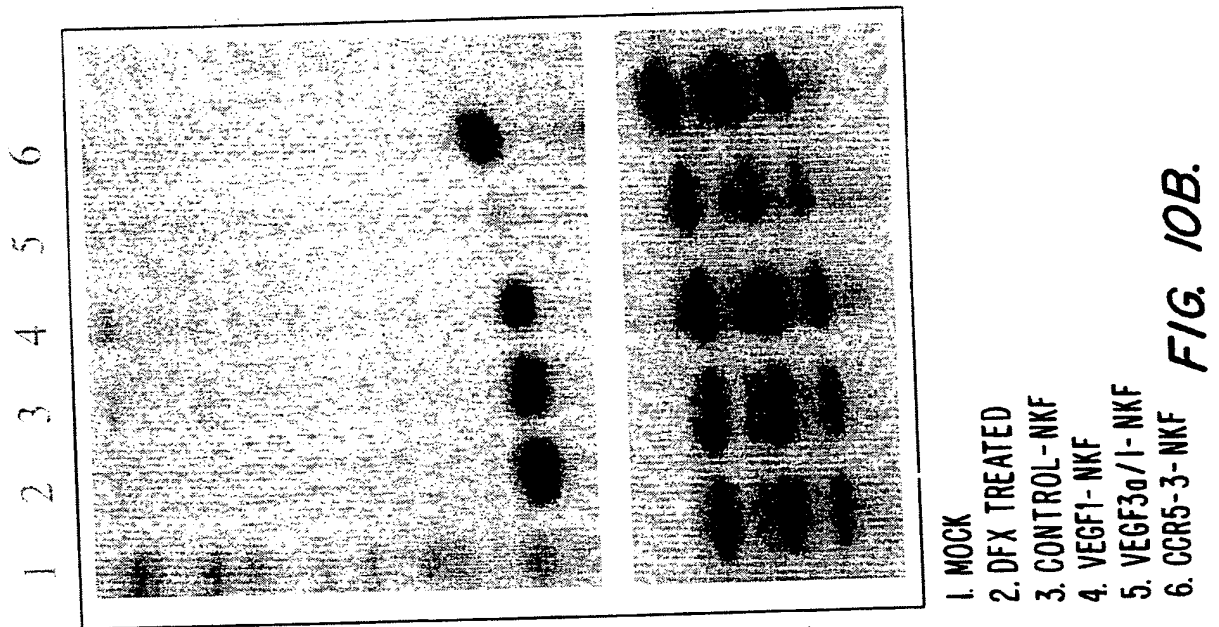 1 2 3 4 5 6
1. MOCK
2. DFX TREATED
3. CONTROL-NKF
4. VEGF1-NKF
5. VEGF3a/1-NKF
6. CCR5-3-NKF
FIG. 10B.